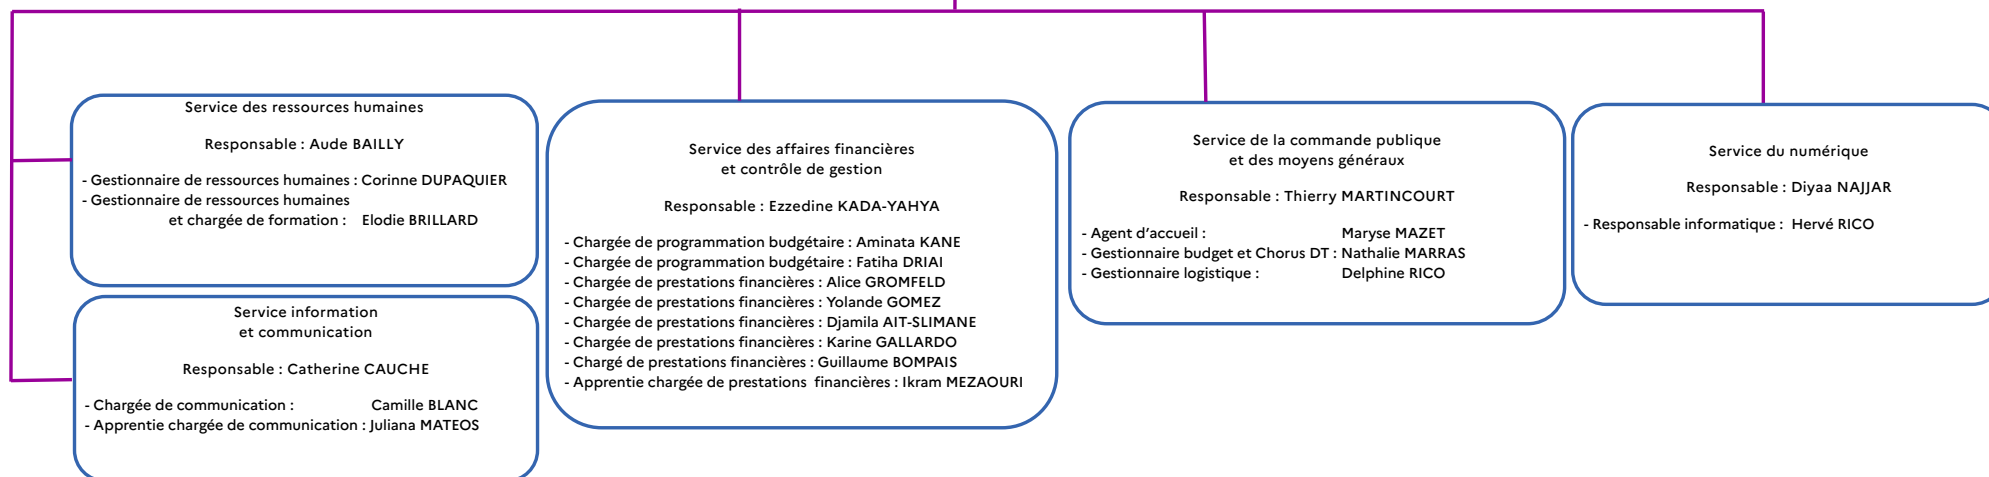 Service des ressources humaines
Responsable : Aude BAILLY
- Gestionnaire de ressources humaines : Corinne DUPAQUIER
- Gestionnaire de ressources humaines
et chargée de formation : Elodie BRILLARD
Service information
et communication
Responsable : Catherine CAUCHE
- Chargée de communication : Camille BLANC
- Apprentie chargée de communication : Juliana MATEOS
Service des affaires financières
et contrôle de gestion
Responsable : Ezzedine KADA-YAHYA
- Chargée de programmation budgétaire : Aminata KANE
- Chargée de programmation budgétaire : Fatiha DRIAI
- Chargée de prestations financières : Alice GROMFELD
- Chargée de prestations financières : Yolande GOMEZ
- Chargée de prestations financières : Djamila AIT-SLIMANE
- Chargée de prestations financières : Karine GALLARDO
- Chargé de prestations financières : Guillaume BOMPAIS
- Apprentie chargée de prestations financières : Ikram MEZAOURI
Service de la commande publique
et des moyens généraux
Responsable : Thierry MARTINCOURT
- Agent d’accueil : Maryse MAZET
- Gestionnaire budget et Chorus DT : Nathalie MARRAS
- Gestionnaire logistique : Delphine RICO
Service du numérique
Responsable : Diyaa NAJJAR
- Responsable informatique : Hervé RICO